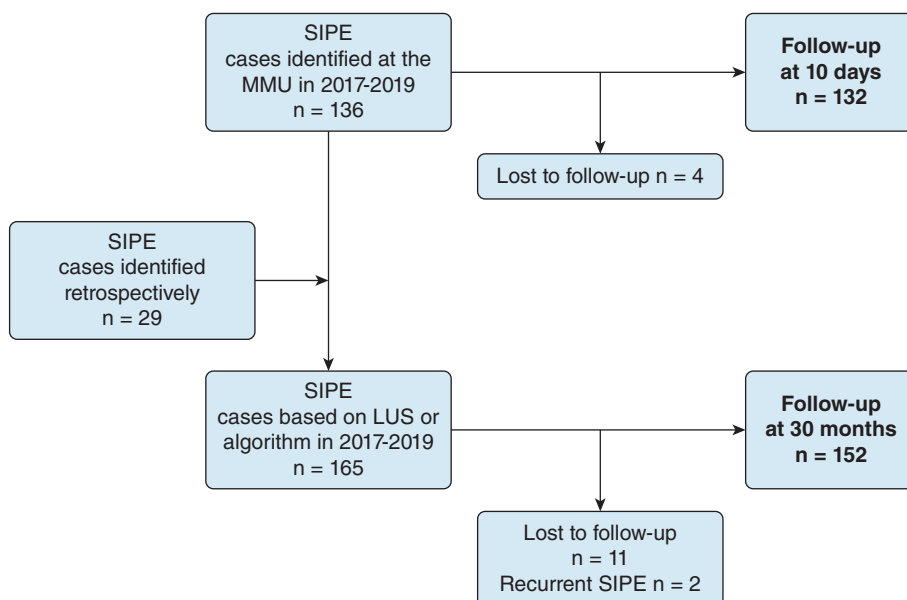 SIPE
cases identified at the
MMU in 2017-2019
n = 136
Follow-up
at 10 days
n = 132
Lost to follow-up n = 4
SIPE
cases identified
retrospectively
n = 29
SIPE
cases based on LUS or
algorithm in 2017-2019
n = 165
Follow-up
at 30 months
n = 152
Lost to follow-up
n = 11
Recurrent SIPE n = 2